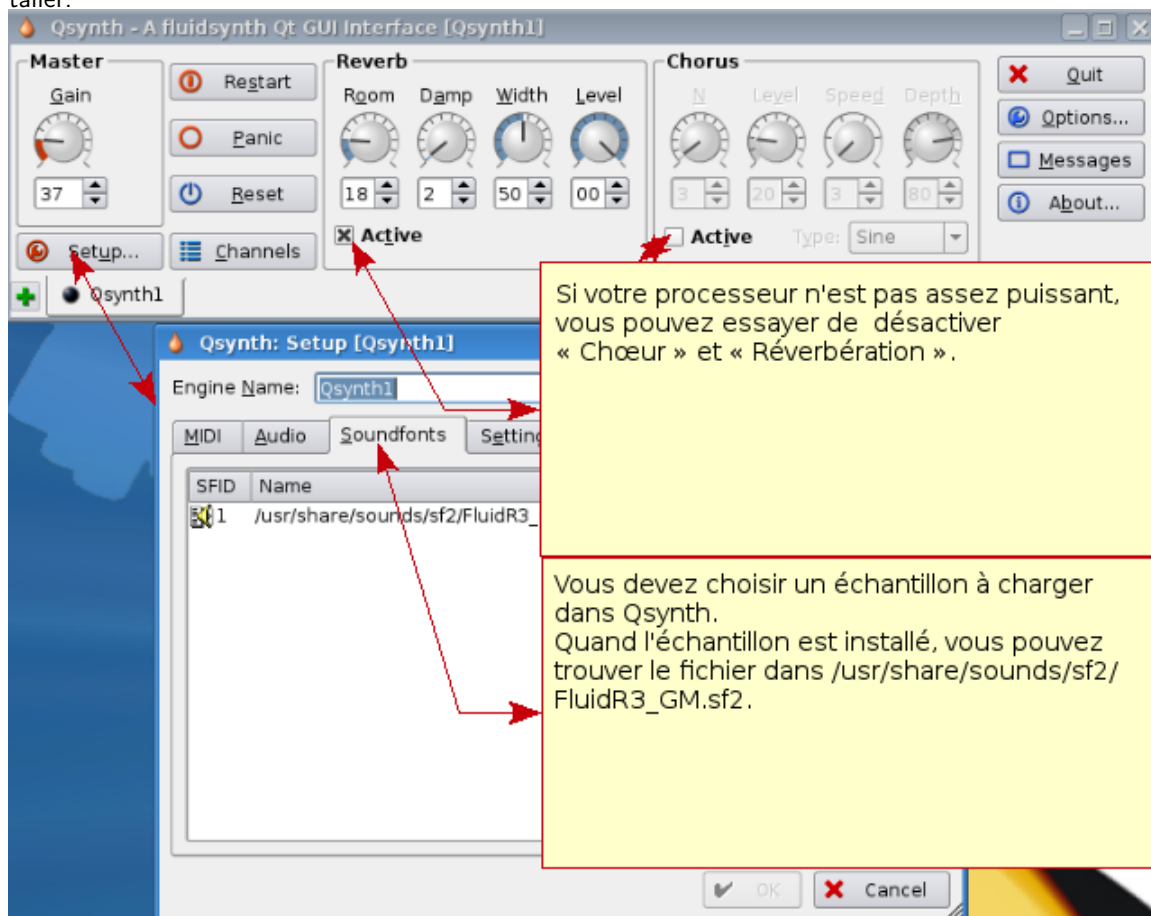 taller.
Qsynth - A fluidsynth Qt GUI Interface [Qsynth1]
Master
Gain
37
Setup...
Restart
Panic
Reset
Channels
Reverb
Room Damp Width Level
18 2 50 00
Active
Chorus
N Level Speed Depth
3 20 3 80
Active Type: Sine
Quit
Options...
Messages
About...
Qsynth1
Si votre processeur n'est pas assez puissant,
vous pouvez essayer de désactiver
« Chœur » et « Réverbération ».
Qsynth: Setup [Qsynth1]
Engine Name: Qsynth1
MIDI Audio Soundfonts Setting
SFID Name
1 /usr/share/sounds/sf2/FluidR3_
Vous devez choisir un échantillon à charger
dans Qsynth.
Quand l'échantillon est installé, vous pouvez
trouver le fichier dans /usr/share/sounds/sf2/
FluidR3_GM.sf2.
OK Cancel